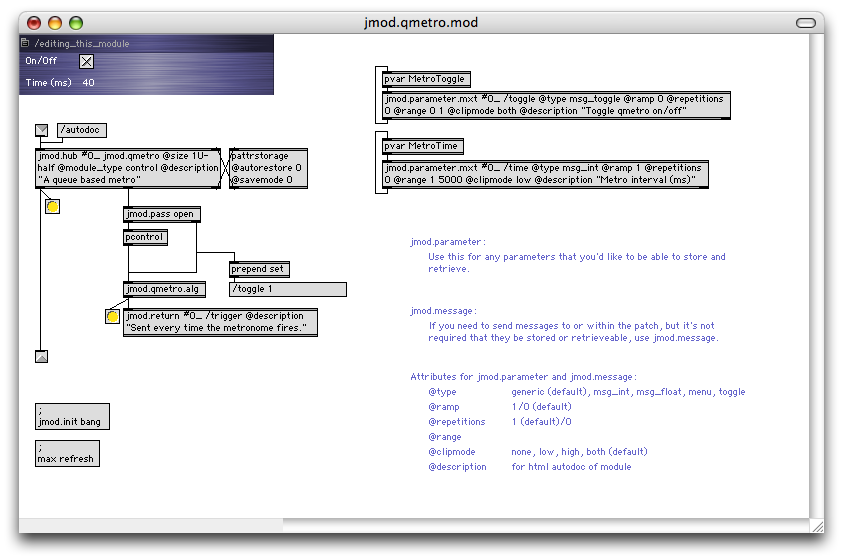 jmod.qmetro.mod
/editing_this_module
On/Off
Time (ms) 40
/autodoc
jmod.hub #0_ jmod.qmetro @size 1U-
half @module_type control @description
"A queue based metro"
pattrstorage
@autorestore 0
@savemode 0
jmod.pass open
pcontrol
prepend set
jmod.qmetro.alg
/toggle 1
jmod.return #0_ /trigger @description
"Sent every time the metronome fires."
;
jmod.init bang
;
max refresh
pvar MetroToggle
jmod.parameter.mxt #0_ /toggle @type msg_toggle @ramp 0 @repetitions
0 @range 0 1 @clipmode both @description "Toggle qmetro on/off"
pvar MetroTime
jmod.parameter.mxt #0_ /time @type msg_int @ramp 1 @repetitions
0 @range 1 5000 @clipmode low @description "Metro interval (ms)"
jmod.parameter:
Use this for any parameters that you'd like to be able to store and
retrieve.
jmod.message:
If you need to send messages to or within the patch, but it's not
required that they be stored or retrieveable, use jmod.message.
Attributes for jmod.parameter and jmod.message:
@type generic (default), msg_int, msg_float, menu, toggle
@ramp 1/0 (default)
@repetitions 1 (default)/0
@range
@clipmode none, low, high, both (default)
@description for html autodoc of module